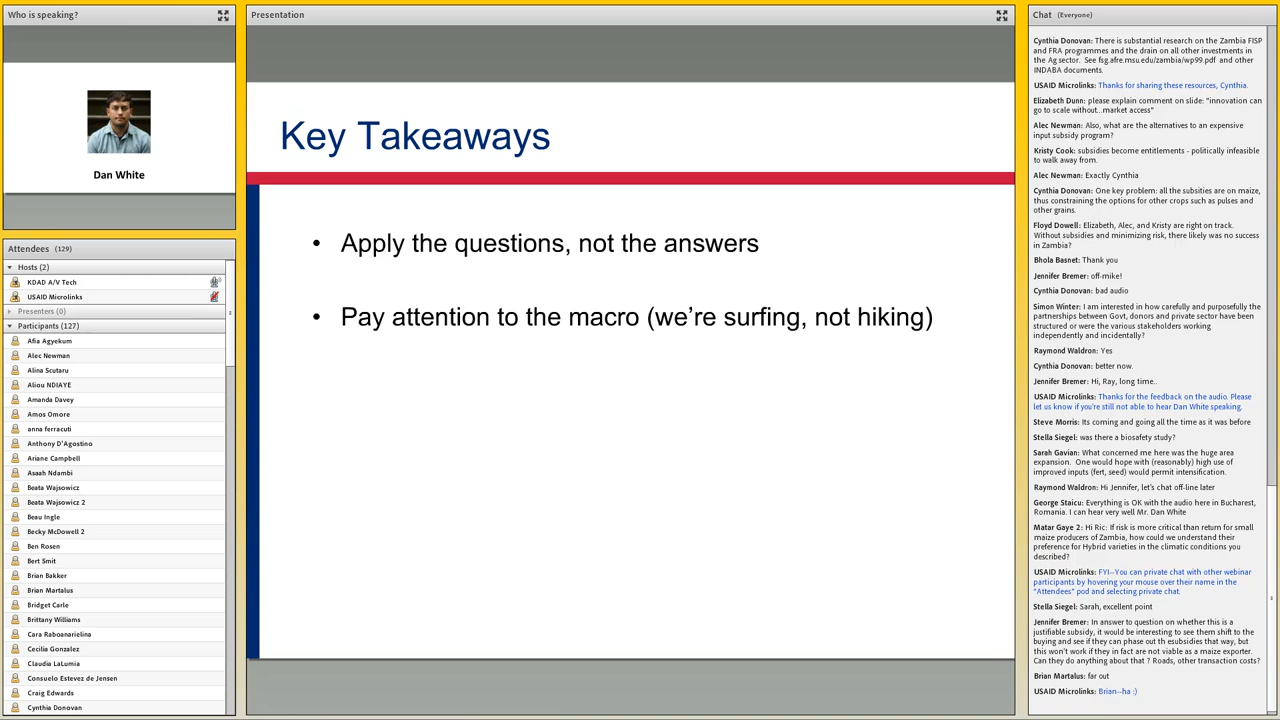 Who is speaking?
Dan White
Attendees (129)
Hosts (2)
KDAD A/V Tech
USAID Microlinks
Presenters (0)
Participants (127)
Afia Agyekum
Alec Newman
Alina Scutaru
Aliou NDIAYE
Amanda Davey
Amos Omore
anna ferracuti
Anthony D'Agostino
Ariane Campbell
Asaah Ndambi
Beata Wajsowicz
Beata Wajsowicz 2
Beau Ingle
Becky McDowell 2
Ben Rosen
Bert Smit
Brian Bakker
Brian Martalus
Bridget Carle
Brittany Williams
Cara Raboanarielina
Cecilia Gonzalez
Claudia LaLumia
Consuelo Estevez de Jensen
Craig Edwards
Cynthia Donovan
Presentation
Key Takeaways
• Apply the questions, not the answers
• Pay attention to the macro (we're surfing, not hiking)
Chat (Everyone)
Cynthia Donovan: There is substantial research on the Zambia FISP
and FRA programmes and the drain on all other investments in
the Ag sector. See fsg.afre.msu.edu/zambia/wp99.pdf and other
INDABA documents.
USAID Microlinks: Thanks for sharing these resources, Cynthia.
Elizabeth Dunn: please explain comment on slide: "innovation can
go to scale without...market access"
Alec Newman: Also, what are the alternatives to an expensive
input subsidy program?
Kristy Cook: subsidies become entitlements - politically infeasible
to walk away from.
Alec Newman: Exactly Cynthia
Cynthia Donovan: One key problem: all the subsities are on maize,
thus constraining the options for other crops such as pulses and
other grains.
Floyd Dowell: Elizabeth, Alec, and Kristy are right on track.
Without subsidies and minimizing risk, there likely was no success
in Zambia?
Bhola Basnet: Thank you
Jennifer Bremer: off-mike!
Cynthia Donovan: bad audio
Simon Winter: I am interested in how carefully and purposefully the
partnerships between Govt, donors and private sector have been
structured or were the various stakeholders working
independently and incidentally?
Raymond Waldron: Yes
Cynthia Donovan: better now.
Jennifer Bremer: Hi, Ray, long time..
USAID Microlinks: Thanks for the feedback on the audio. Please
let us know if you're still not able to hear Dan White speaking.
Steve Morris: Its coming and going all the time as it was before
Stella Siegel: was there a biosafety study?
Sarah Gavian: What concerned me here was the huge area
expansion. One would hope with (reasonably) high use of
improved inputs (fert, seed) would permit intensification.
Raymond Waldron: Hi Jennifer, let's chat off-line later
George Staicu: Everything is OK with the audio here in Bucharest,
Romania. I can hear very well Mr. Dan White
Matar Gaye 2: Hi Ric: If risk is more critical than return for small
maize producers of Zambia, how could we understand their
preference for Hybrid varieties in the climatic conditions you
described?
USAID Microlinks: FYI--You can private chat with other webinar
participants by hovering your mouse over their name in the
"Attendees" pod and selecting private chat.
Stella Siegel: Sarah, excellent point
Jennifer Bremer: In answer to question on whether this is a
justifiable subsidy, it would be interesting to see them shift to the
buying and see if they can phase out th esubsidies that way, but
this won't work if they in fact are not viable as a maize exporter.
Can they do anything about that ? Roads, other transaction costs?
Brian Martalus: far out
USAID Microlinks: Brian--ha :)